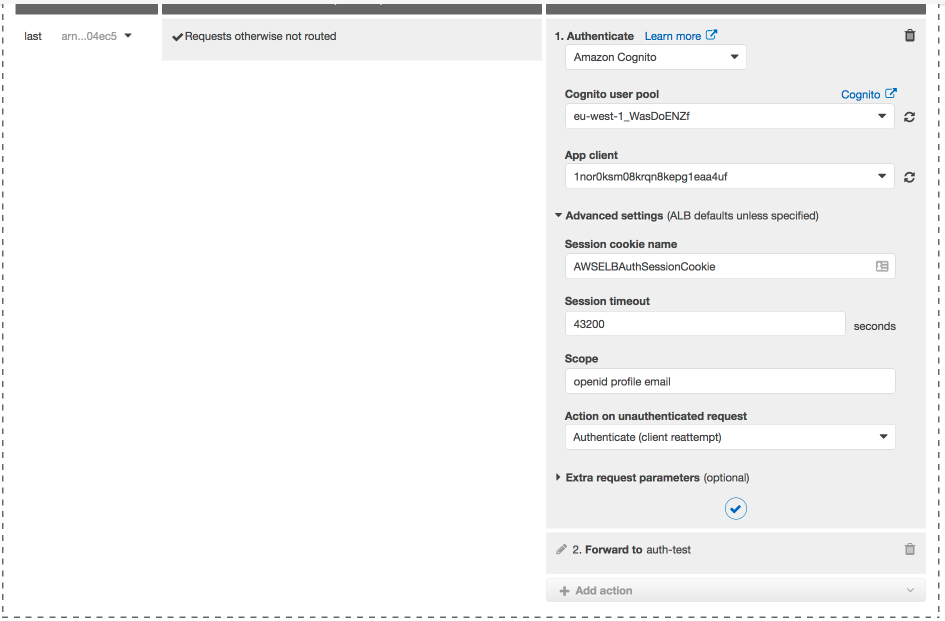 last arn...04ec5 Requests otherwise not routed
1. Authenticate Learn more
Amazon Cognito
Cognito user pool Cognito
eu-west-1_WasDoENZf
App client
1nor0ksm08krqn8kepg1eaa4uf
Advanced settings (ALB defaults unless specified)
Session cookie name
AWSELBAuthSessionCookie
Session timeout
43200 seconds
Scope
openid profile email
Action on unauthenticated request
Authenticate (client reattempt)
Extra request parameters (optional)
2. Forward to auth-test
Add action